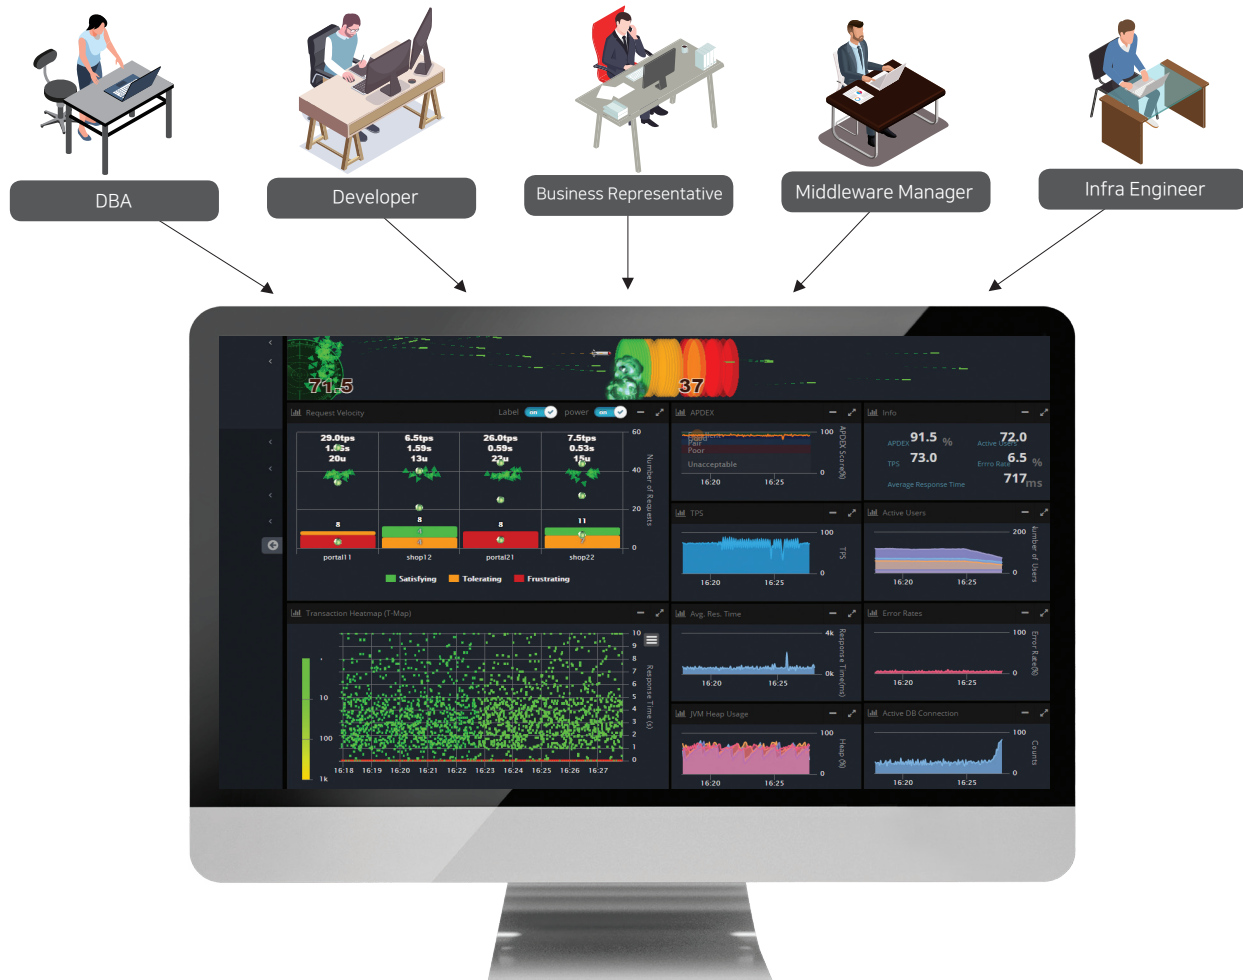 DBA
Developer
Business Representative
Middleware Manager
Infra Engineer
71.5
37
Request Velocity
Label on power on
29.0tps 6.5tps 26.0tps 7.5tps
1.59s 0.59s 0.53s
20u 13u 15u
8 8 8 11
portal11 shop12 portal21 shop22
60
40
20
0
Number of Requests
Satisfying Tolerating Frustrating
APDEX
Fair
Poor
Unacceptable
100
0
APDEX Score(%)
16:20 16:25
Info
APDEX 91.5 % Active Users 72.0
TPS 73.0 Erro Rate 6.5 %
Average Response Time 717 ms
TPS
100
0
TPS
16:20 16:25
Active Users
200
0
Number of Users
16:20 16:25
Transaction Heatmap (T-Map)
10
100
1k
10
9
8
7
6
5
4
3
2
1
0
Response Time (s)
16:18 16:19 16:20 16:21 16:22 16:23 16:24 16:25 16:26 16:27
Avg. Res. Time
4k
0k
Response Time(ms)
16:20 16:25
Error Rates
100
0
Error Rate(%)
16:20 16:25
JVM Heap Usage
100
0
Heap (%)
16:20 16:25
Active DB Connection
100
0
Counts
16:20 16:25